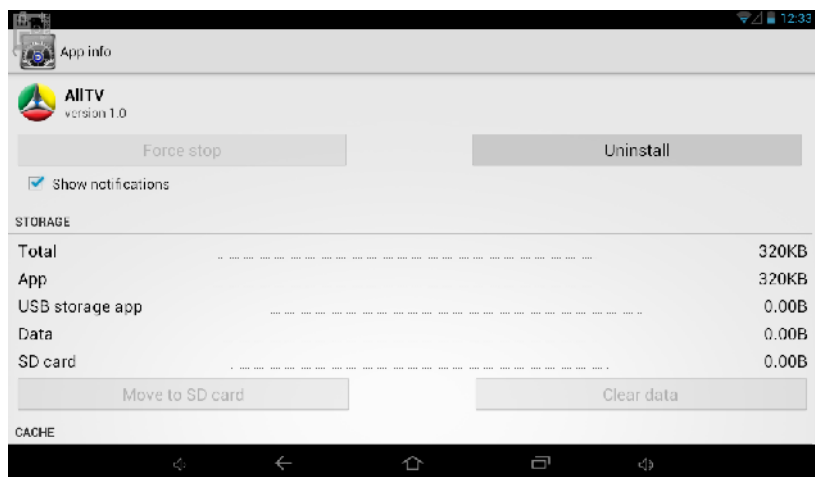 12:33
App info
AllTV
version 1.0
Force stop Uninstall
Show notifications
STORAGE
Total 320KB
App 320KB
USB storage app 0.00B
Data 0.00B
SD card 0.00B
Move to SD card Clear data
CACHE